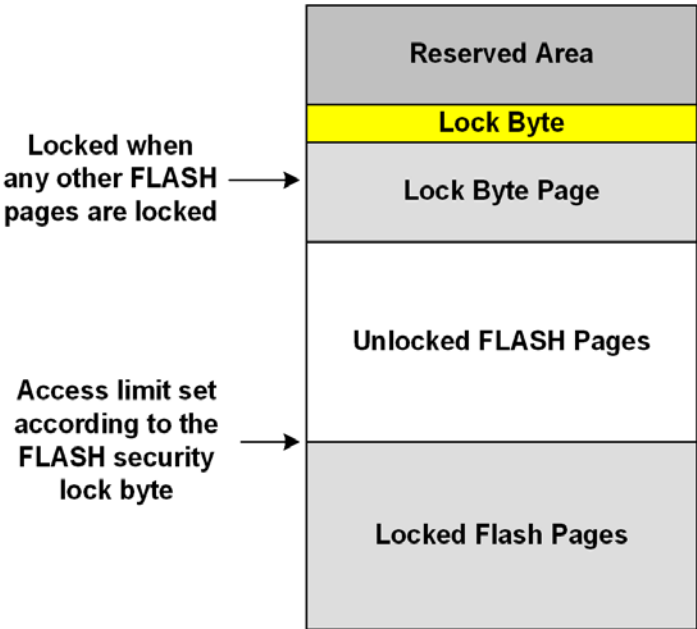 Reserved Area
Lock Byte
Locked when
any other FLASH
pages are locked
Lock Byte Page
Unlocked FLASH Pages
Access limit set
according to the
FLASH security
lock byte
Locked Flash Pages